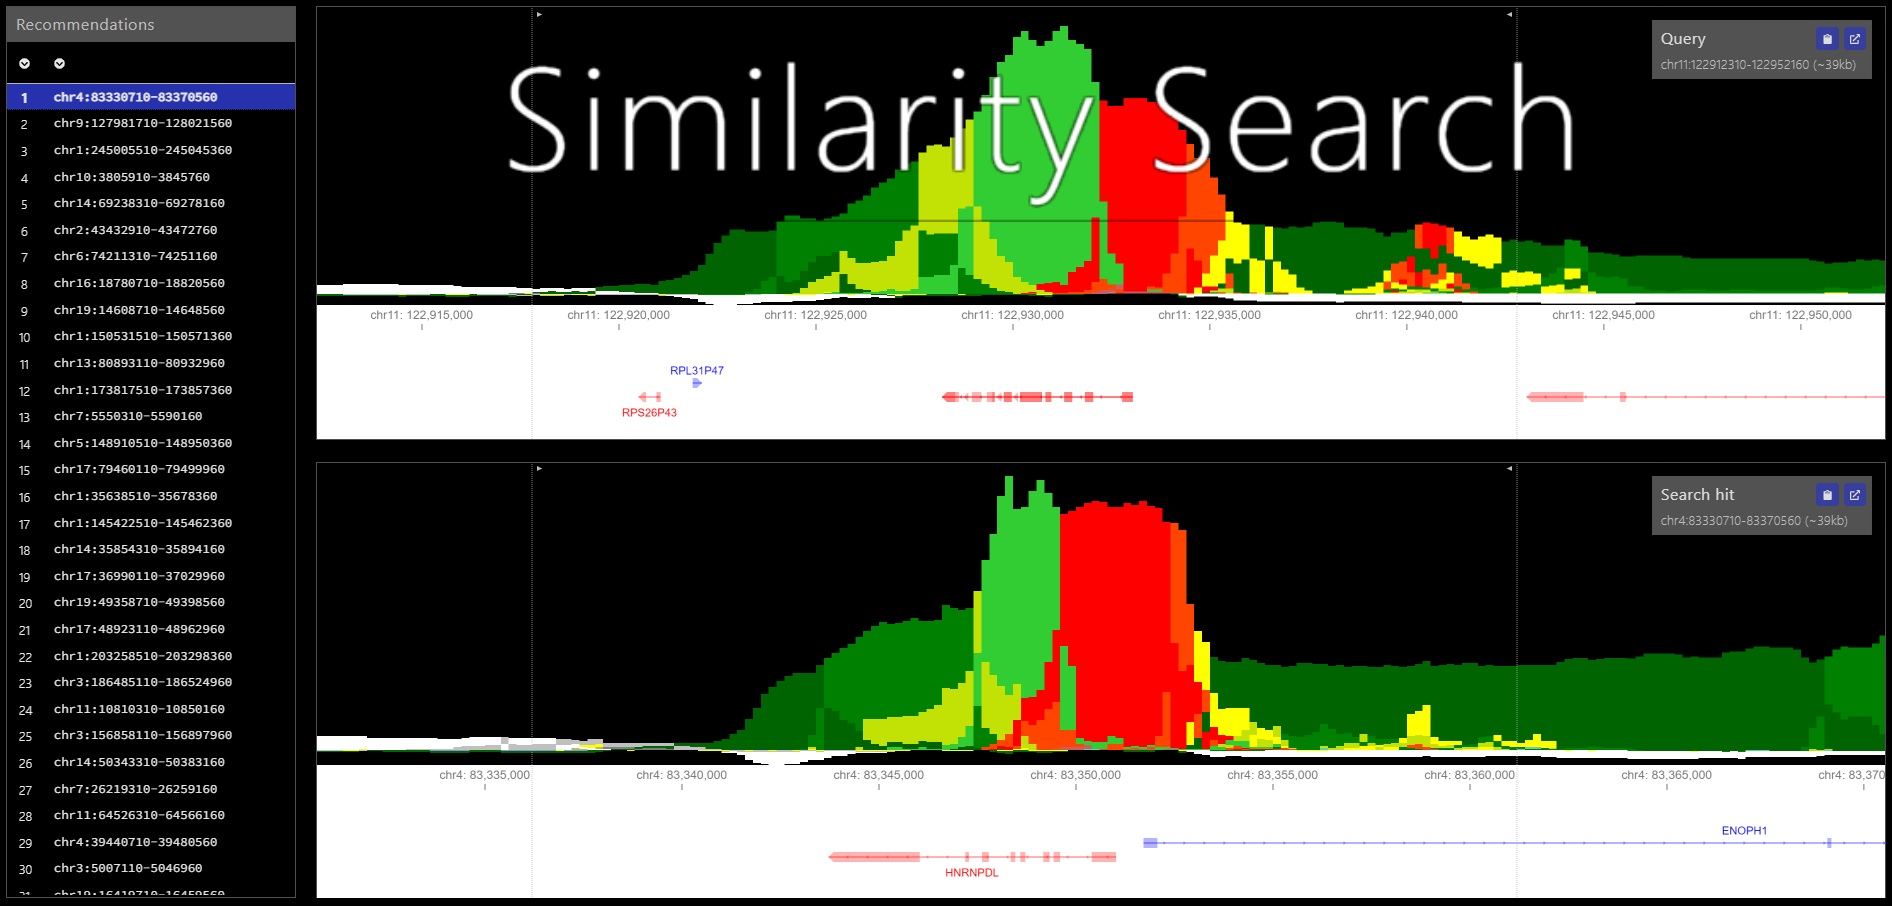 Recommendations
1 chr4:83330710-83370560
2 chr9:127981710-128021560
3 chr1:245005510-245045360
4 chr10:3805910-3845760
5 chr14:69238310-69278160
6 chr2:43432910-43472760
7 chr6:74211310-74251160
8 chr16:18780710-18820560
9 chr19:14608710-14648560
10 chr1:150531510-150571360
11 chr13:80893110-80932960
12 chr1:173817510-173857360
13 chr7:5550310-5590160
14 chr5:148910510-148950360
15 chr17:79460110-79499960
16 chr1:35638510-35678360
17 chr1:145422510-145462360
18 chr14:35854310-35894160
19 chr17:36990110-37029960
20 chr19:49358710-49398560
21 chr17:48923110-48962960
22 chr1:203258510-203298360
23 chr3:186485110-186524960
24 chr11:10810310-10850160
25 chr3:156858110-156897960
26 chr14:50343310-50383160
27 chr7:26219310-26259160
28 chr11:64526310-64566160
29 chr4:39440710-39480560
30 chr3:5007110-5046960
Similarity Search
Query
chr11:122912310-122952160 (~39kb)
chr11: 122,915,000 chr11: 122,920,000 chr11: 122,925,000 chr11: 122,930,000 chr11: 122,935,000 chr11: 122,940,000 chr11: 122,945,000 chr11: 122,950,000
RPL31P47
RPS26P43
Search hit
chr4:83330710-83370560 (~39kb)
chr4: 83,335,000 chr4: 83,340,000 chr4: 83,345,000 chr4: 83,350,000 chr4: 83,355,000 chr4: 83,360,000 chr4: 83,365,000 chr4: 83,370
ENOPH1
HNRNPDL